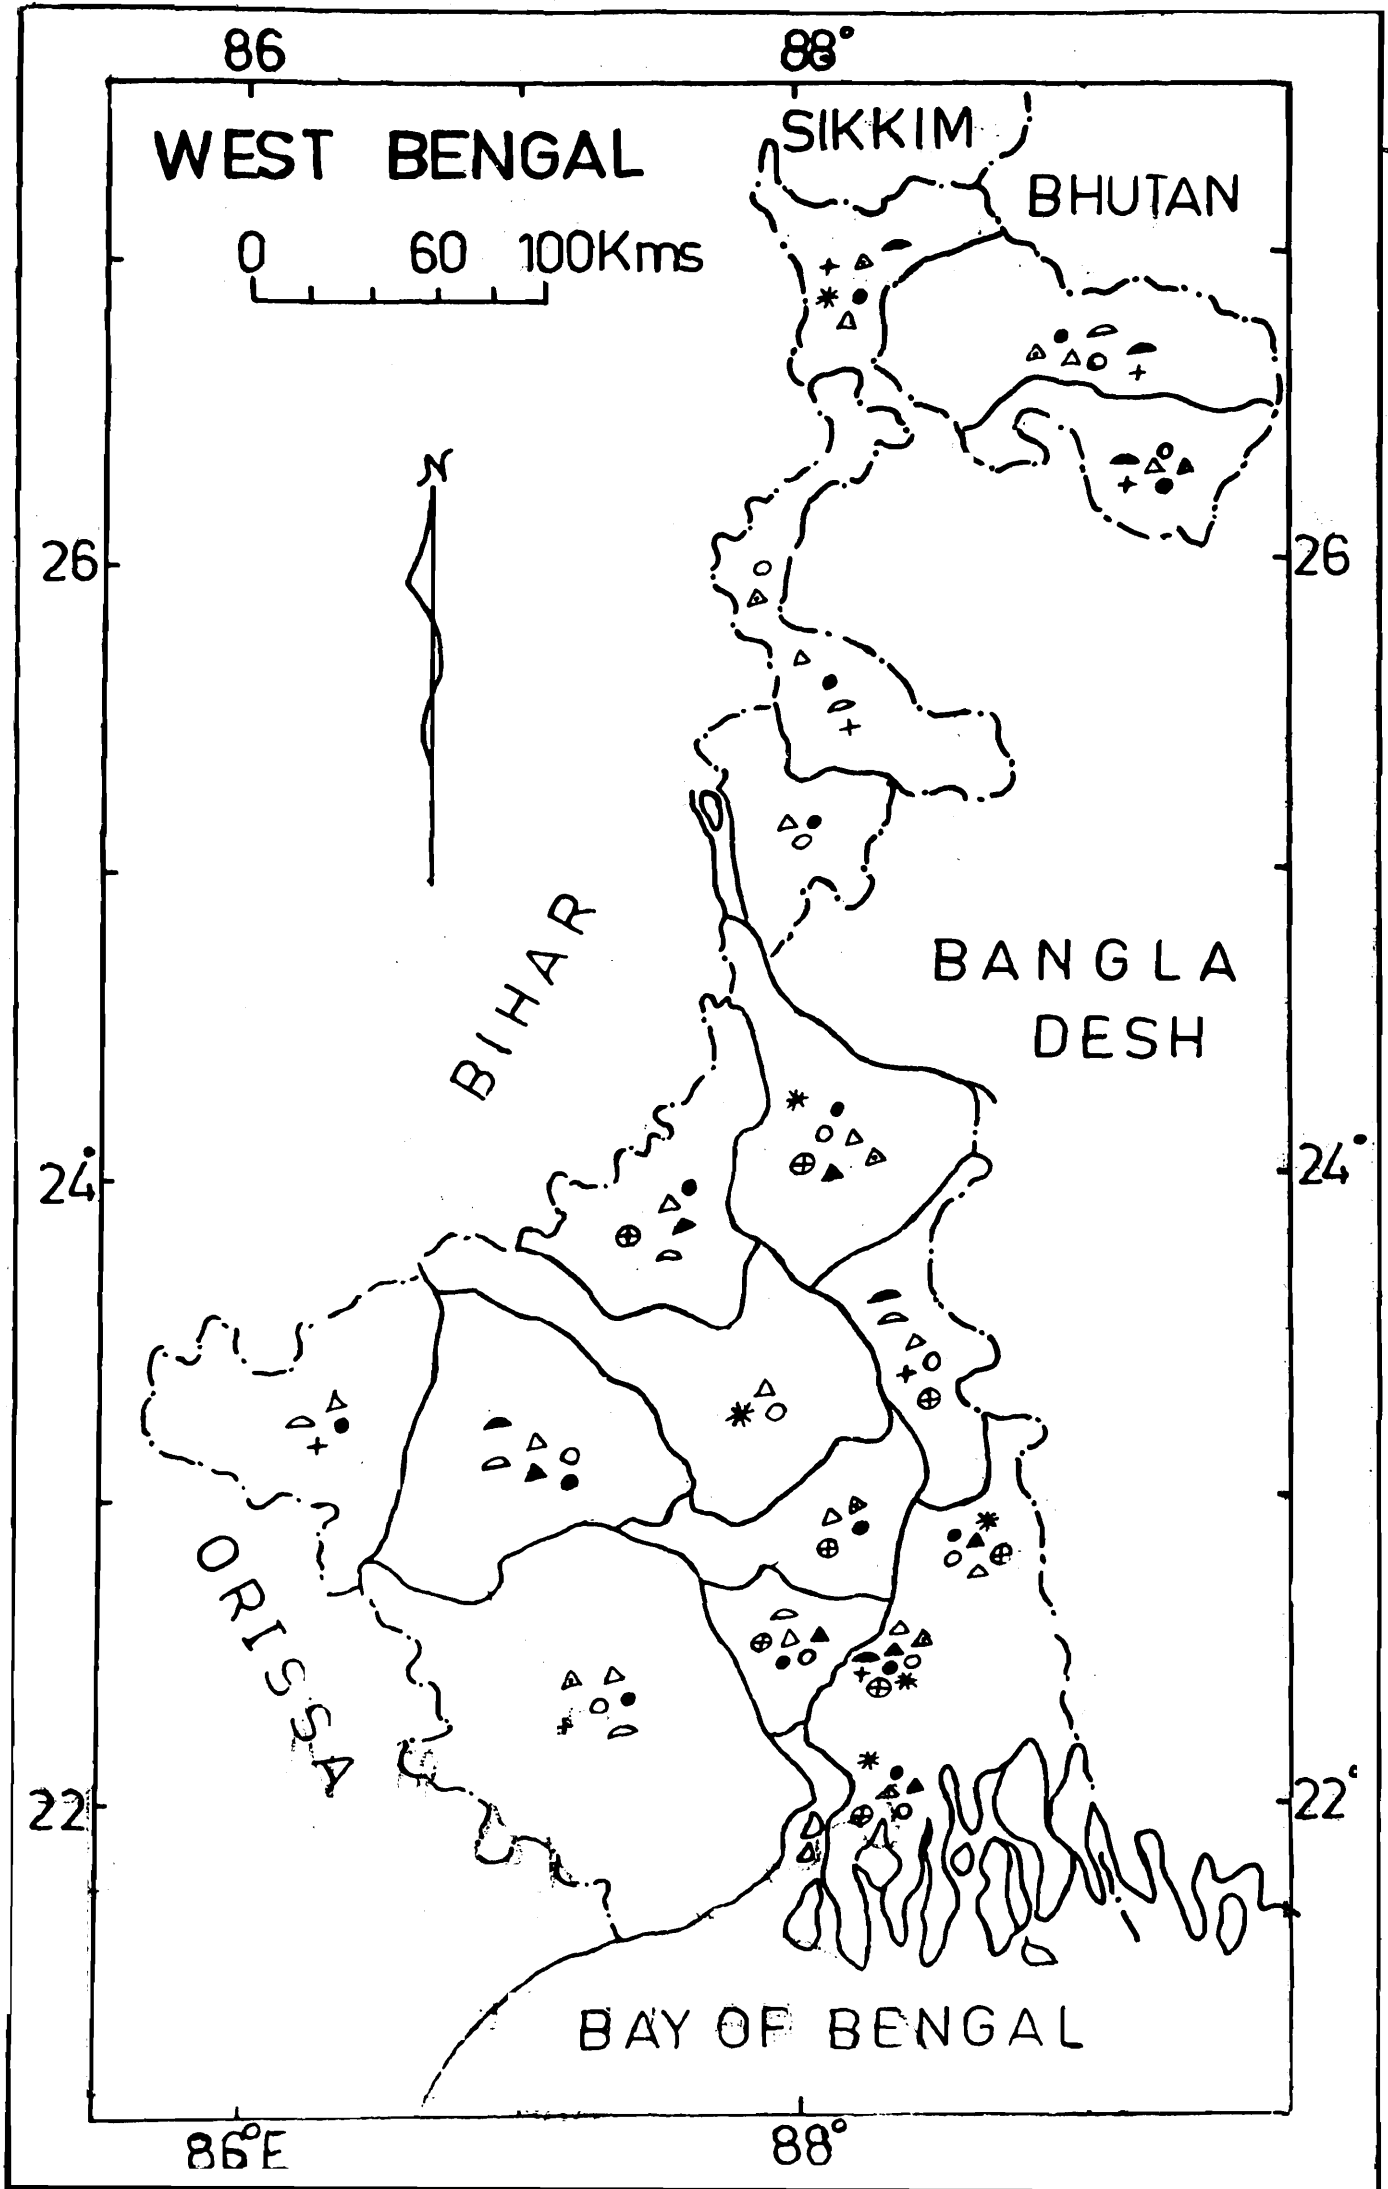 86 88°
SIKKIM
WEST BENGAL
BHUTAN
0 60 100Kms
N
26 26
BIHAR
BANGLA
DESH
24° 24°
ORISSA
22 22°
BAY OF BENGAL
86°E 88°